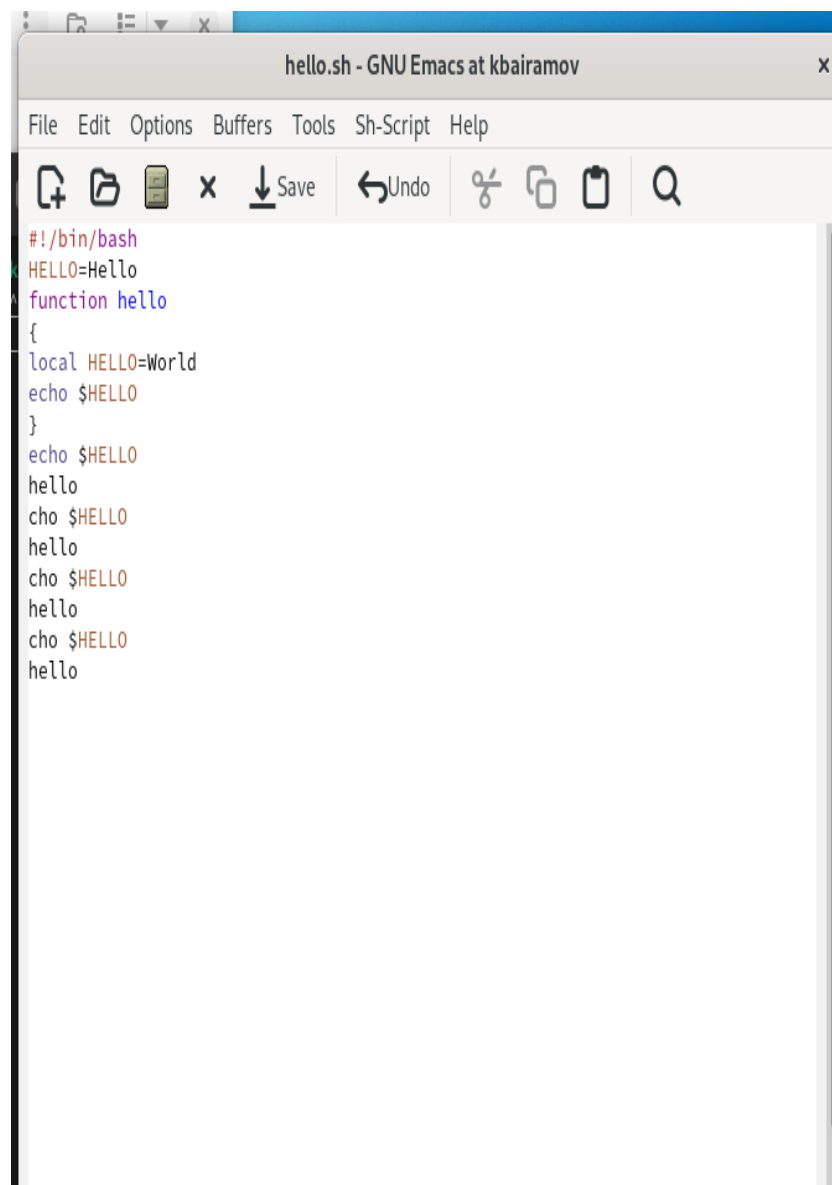 hello.sh - GNU Emacs at kbairamov
File Edit Options Buffers Tools Sh-Script Help
Save Undo
#!/bin/bash
HELLO=Hello
function hello
{
local HELLO=World
echo $HELLO
}
echo $HELLO
hello
cho $HELLO
hello
cho $HELLO
hello
cho $HELLO
hello